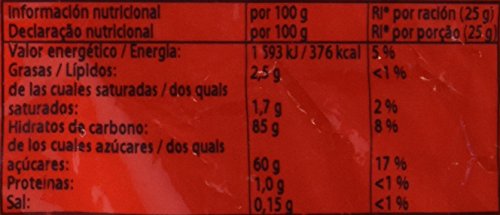 Información nutricional por 100 g RI* por ración (25 g)
Declaração nutricional por 100 g RI* por porção (25 g)
Valor energético / Energia: 1 593 kJ / 376 kcal 5 %
Grasas / Lípidos: 2,5 g <1 %
de las cuales saturadas / dos quais
saturados: 1,7 g 2 %
Hidratos de carbono: 85 g 8 %
de los cuales azúcares / dos quais
açúcares: 60 g 17 %
Proteínas: 1,0 g <1 %
Sal: 0,15 g <1 %